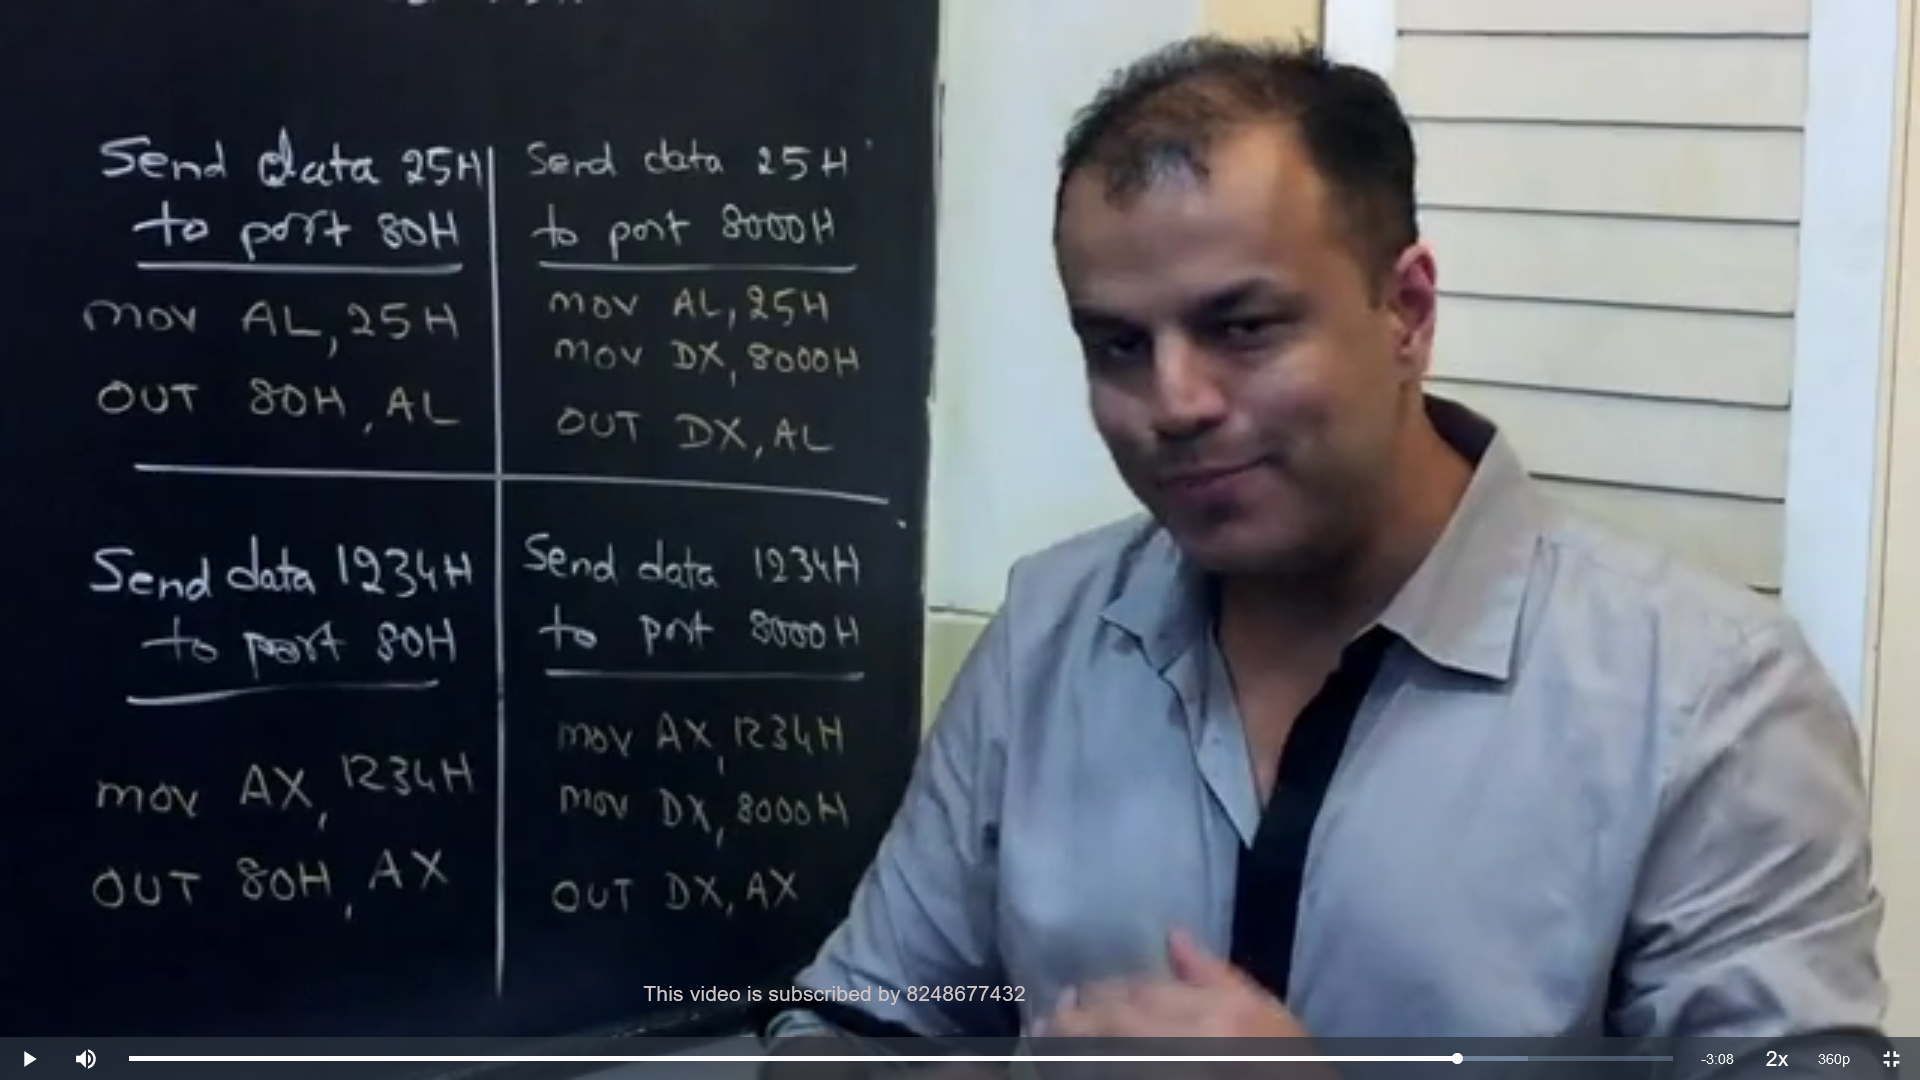 Send data 25H
to port 80H
mov AL, 25H
OUT 80H, AL
Send data 25H
to port 8000H
mov AL, 25H
mov DX, 8000H
OUT DX, AL
Send data 1234H
to port 80H
mov AX, 1234H
OUT 80H, AX
Send data 1234H
to port 8000H
mov AX, 1234H
mov DX, 8000H
OUT DX, AX
This video is subscribed by 8248677432
-3:08 2x 360p